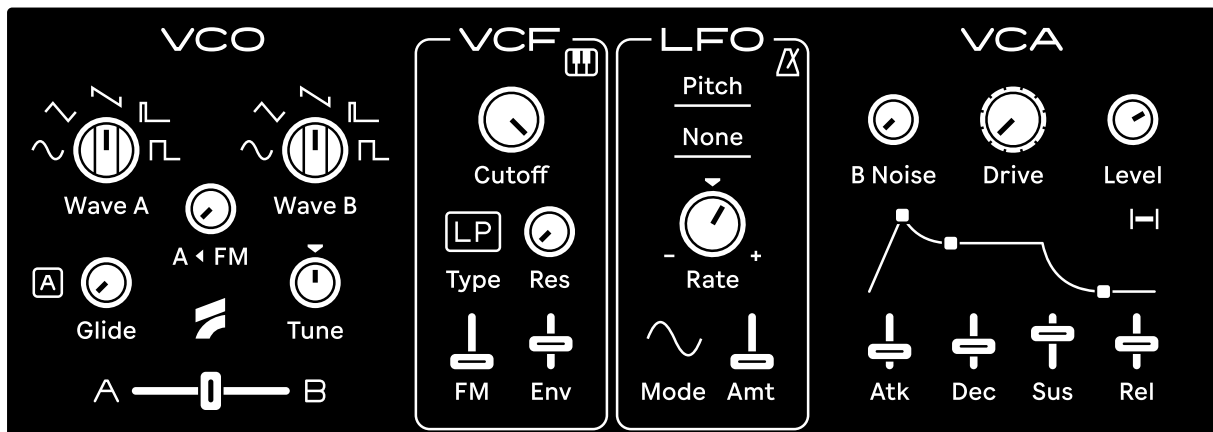 VCO
Wave A
Wave B
A ◂ FM
A
Glide
Tune
A
B
VCF
Cutoff
LP
Type
Res
FM
Env
LFO
Pitch
None
- +
Rate
Mode
Amt
VCA
B Noise
Drive
Level
Atk
Dec
Sus
Rel